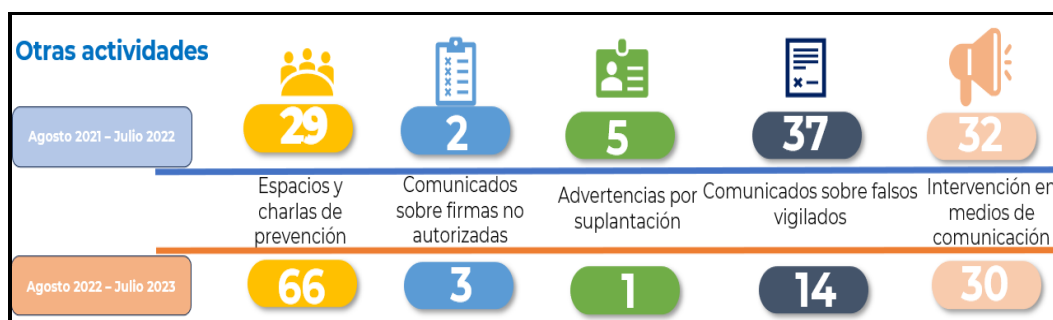 Otras actividades
Agosto 2021 – Julio 2022
29
2
5
37
32
Espacios y
charlas de
prevención
Comunicados
sobre firmas no
autorizadas
Advertencias por
suplantación
Comunicados sobre falsos
vigilados
Intervención en
medios de
comunicación
Agosto 2022 – Julio 2023
66
3
1
14
30